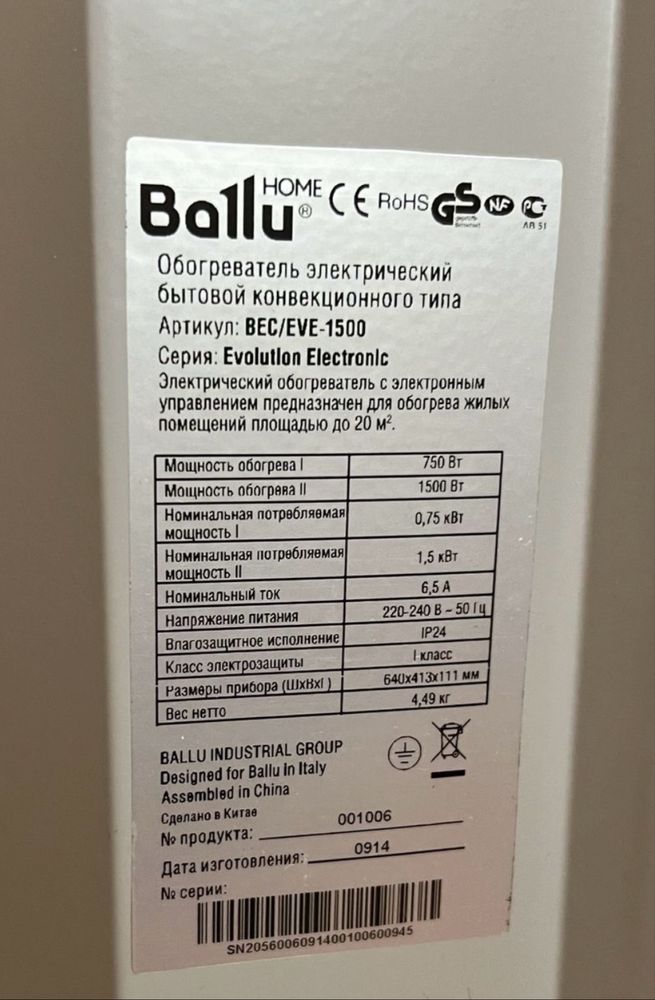 Ballu® HOME CE RoHS GS NF РСТ
АВ 51
Обогреватель электрический
бытовой конвекционного типа
Артикул: BEC/EVE-1500
Серия: Evolution Electronic
Электрический обогреватель с электронным
управлением предназначен для обогрева жилых
помещений площадью до 20 м².
Мощность обогрева I 750 Вт
Мощность обогрева II 1500 Вт
Номинальная потребляемая
мощность I 0,75 кВт
Номинальная потребляемая
мощность II 1,5 кВт
Номинальный ток 6,5 А
Напряжение питания 220-240 В ~ 50 Гц
Влагозащитное исполнение IP24
Класс электрозащиты I класс
Размеры прибора (ШхВхГ) 640х413х111 мм
Вес нетто 4,49 кг
BALLU INDUSTRIAL GROUP
Designed for Ballu in Italy
Assembled in China
Сделано в Китае
№ продукта: 001006
Дата изготовления: 0914
№ серии:
SN2056006091400100600945